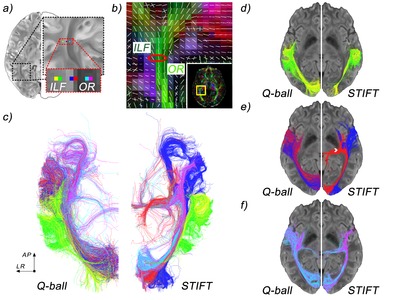 a)
ILF OR
b)
ILF
OR
c)
AP
LR
Q-ball STIFT
d)
Q-ball STIFT
e)
Q-ball STIFT
f)
Q-ball STIFT